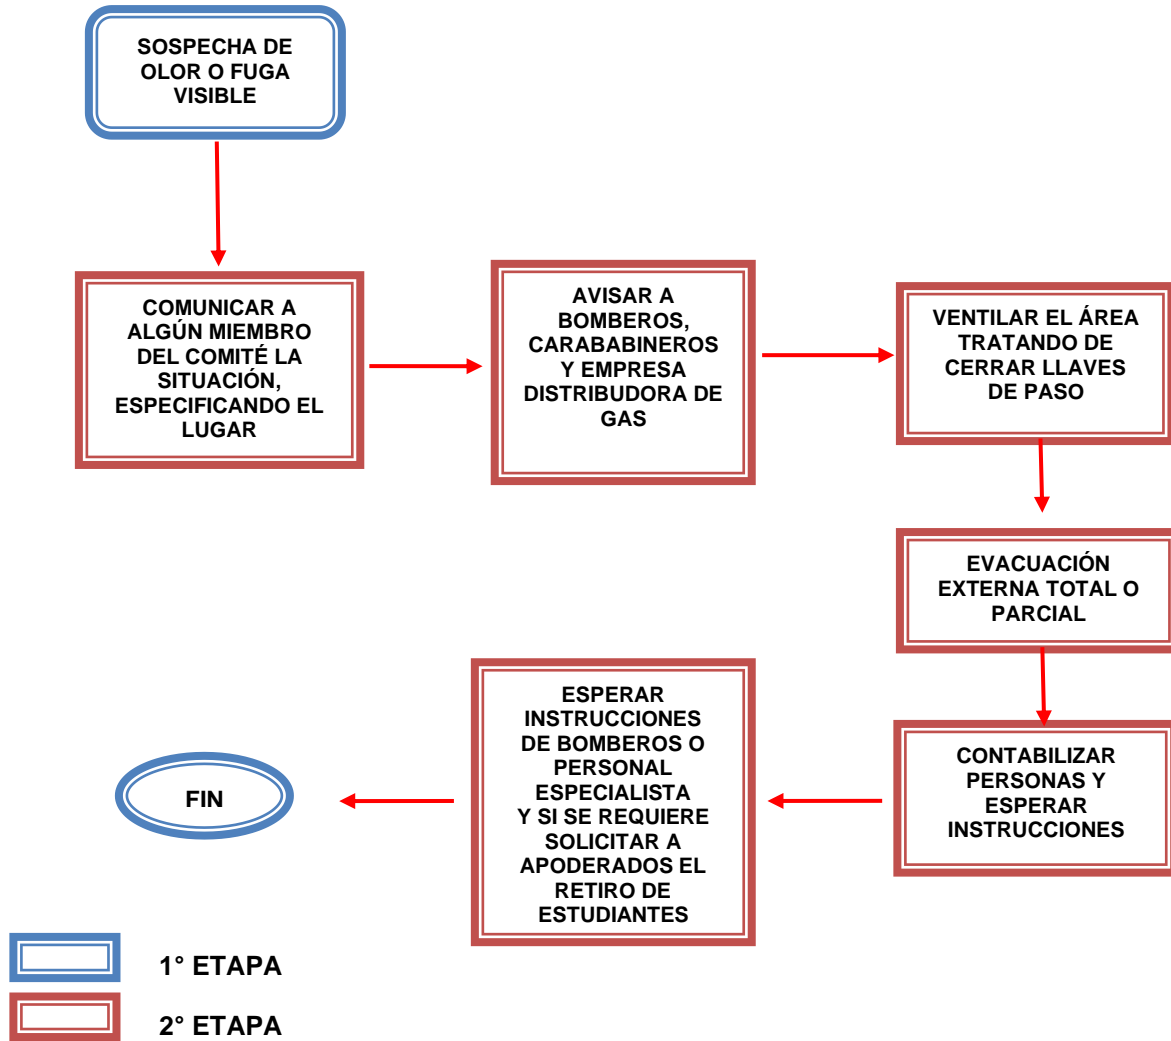 SOSPECHA DE
OLOR O FUGA
VISIBLE
COMUNICAR A
ALGÚN MIEMBRO
DEL COMITÉ LA
SITUACIÓN,
ESPECIFICANDO EL
LUGAR
AVISAR A
BOMBEROS,
CARABABINEROS
Y EMPRESA
DISTRIBUDORA DE
GAS
VENTILAR EL ÁREA
TRATANDO DE
CERRAR LLAVES
DE PASO
EVACUACIÓN
EXTERNA TOTAL O
PARCIAL
CONTABILIZAR
PERSONAS Y
ESPERAR
INSTRUCCIONES
ESPERAR
INSTRUCCIONES
DE BOMBEROS O
PERSONAL
ESPECIALISTA
Y SI SE REQUIERE
SOLICITAR A
APODERADOS EL
RETIRO DE
ESTUDIANTES
FIN
1° ETAPA
2° ETAPA